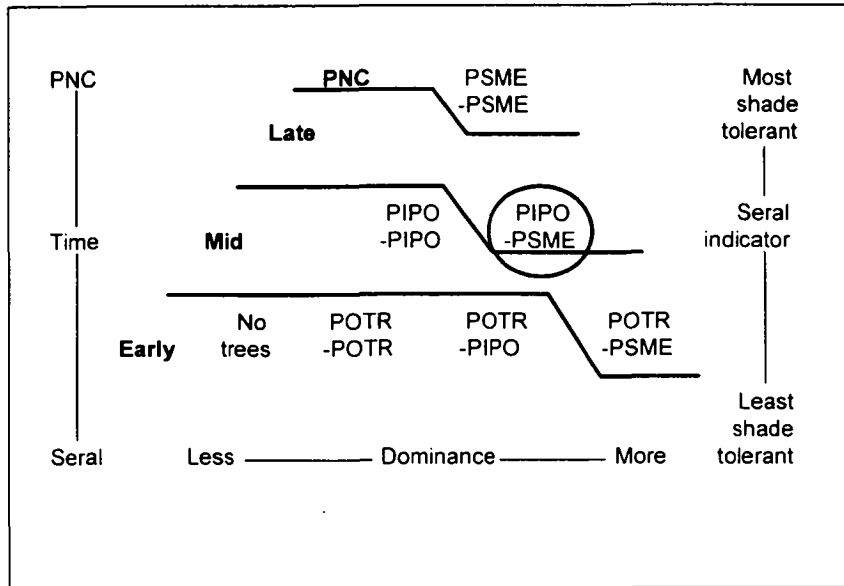 PNC PNC PSME Most
-PSME shade
Late tolerant
PIPO PIPO Seral
Time Mid -PIPO -PSME indicator
No POTR POTR POTR
Early trees -POTR -PIPO -PSME
Least
shade
Seral Less Dominance More tolerant